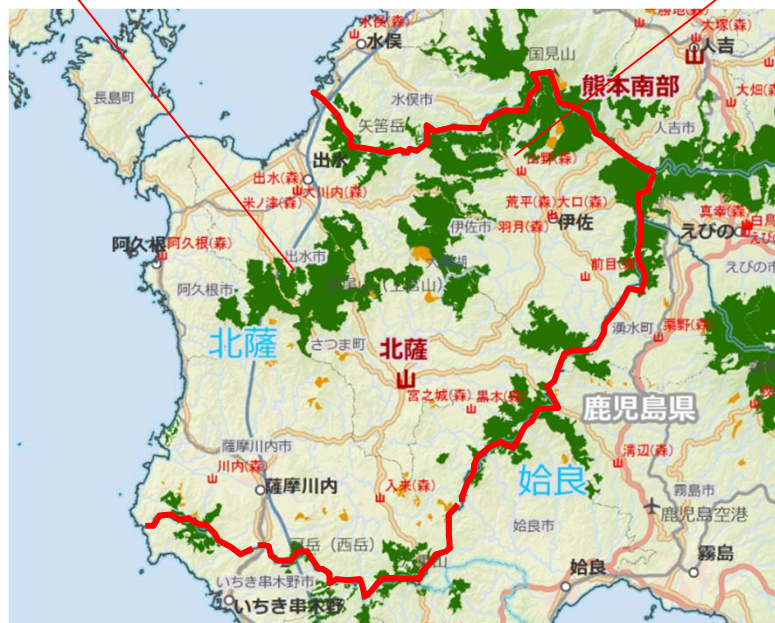 水俣(森)
水俣
長島町
水俣市
矢筈岳
国見山
熊本南部
大塚(森)
人吉
大畑(森)
人吉市
出水
出水(森)
大川内(森)
米ノ津(森)
山野(森)
荒平(森)
大口(森)
羽月(森)
伊佐
伊佐市
真幸(森)
えびの
えびの市
阿久根
阿久根(森)
出水市
阿久根市
前目(森)
湧水町
栗野(森)
北薩
さつま町
北薩
宮之城(森)
黒木(森)
鹿児島県
溝辺(森)
薩摩川内市
川内(森)
薩摩川内
入来(森)
姶良
姶良市
霧島市
鹿児島空港
霧島
姶良
いちき串木野市
いちき串木野